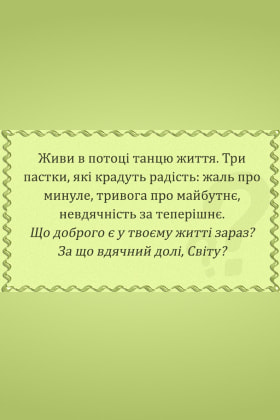 Живи в потоці танцю життя. Три
пастки, які крадуть радість: жаль про
минуле, тривога про майбутнє,
невдячність за теперішнє.
Що доброго є у твоєму житті зараз?
За що вдячний долі, Світу?